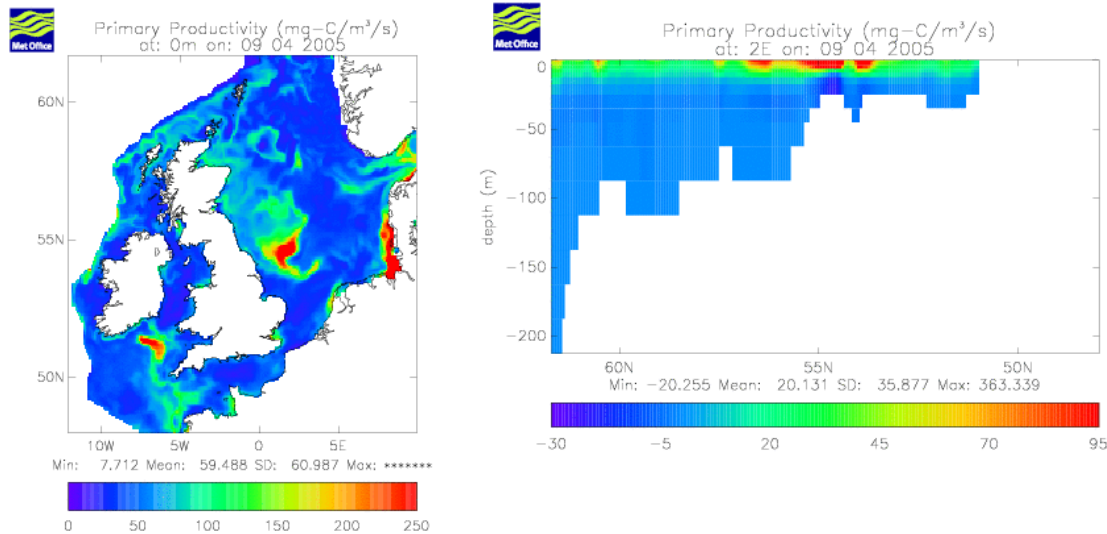 Met Office
Primary Productivity (mg-C/m³/s)
at: 0m on: 09 04 2005
60N
55N
50N
10W 5W 0 5E
Min: 7.712 Mean: 59.488 SD: 60.987 Max: *******
0 50 100 150 200 250
Met Office
Primary Productivity (mg-C/m³/s)
at: 2E on: 09 04 2005
depth (m)
0
-50
-100
-150
-200
60N 55N 50N
Min: -20.255 Mean: 20.131 SD: 35.877 Max: 363.339
-30 -5 20 45 70 95